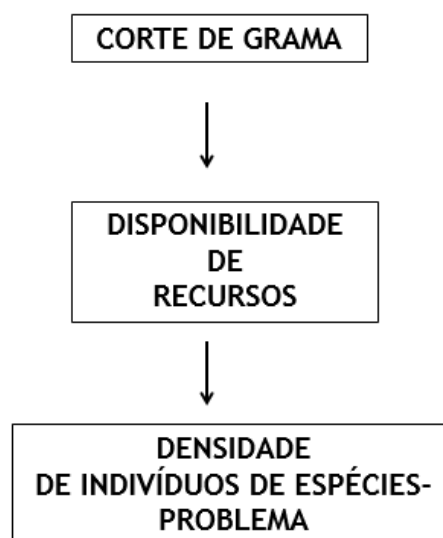 CORTE DE GRAMA
DISPONIBILIDADE
DE
RECURSOS
DENSIDADE
DE INDIVÍDUOS DE ESPÉCIES-
PROBLEMA